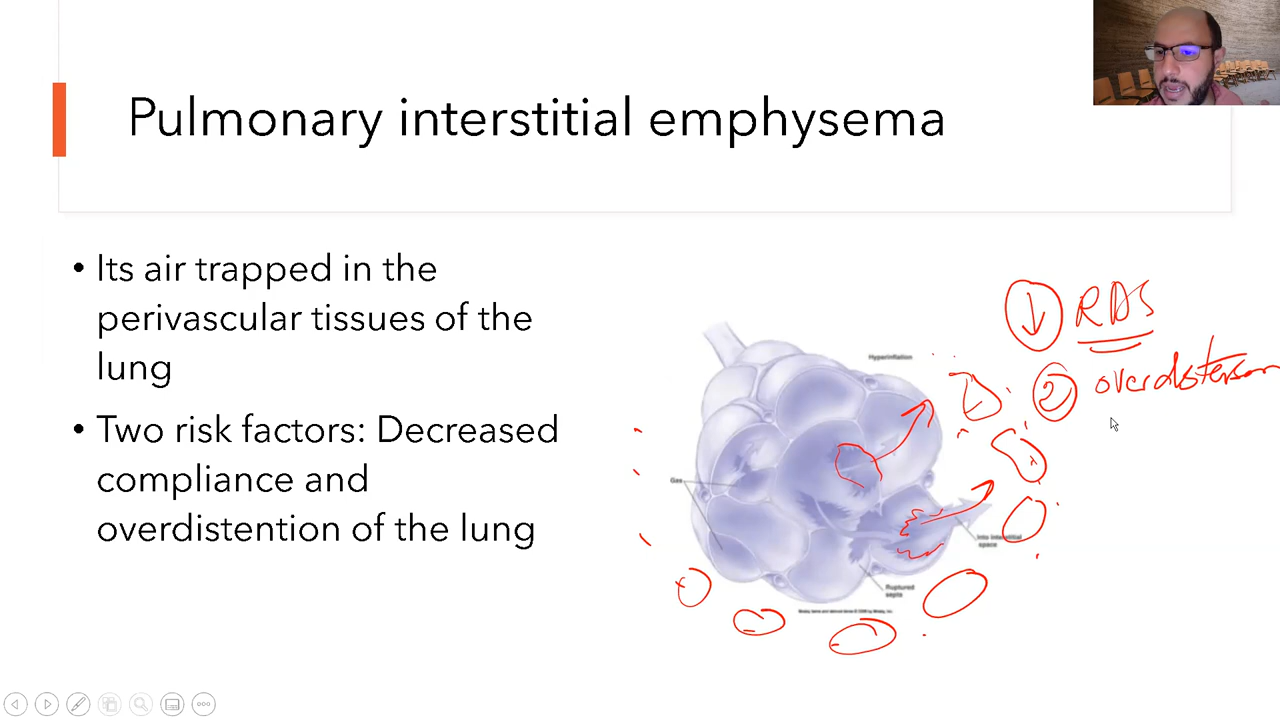 Pulmonary interstitial emphysema
• Its air trapped in the
perivascular tissues of the
lung
• Two risk factors: Decreased
compliance and
overdistention of the lung
Hyperinflation
Gas
into interstitial
space
Ruptured
septs
① RDS
② overdistension